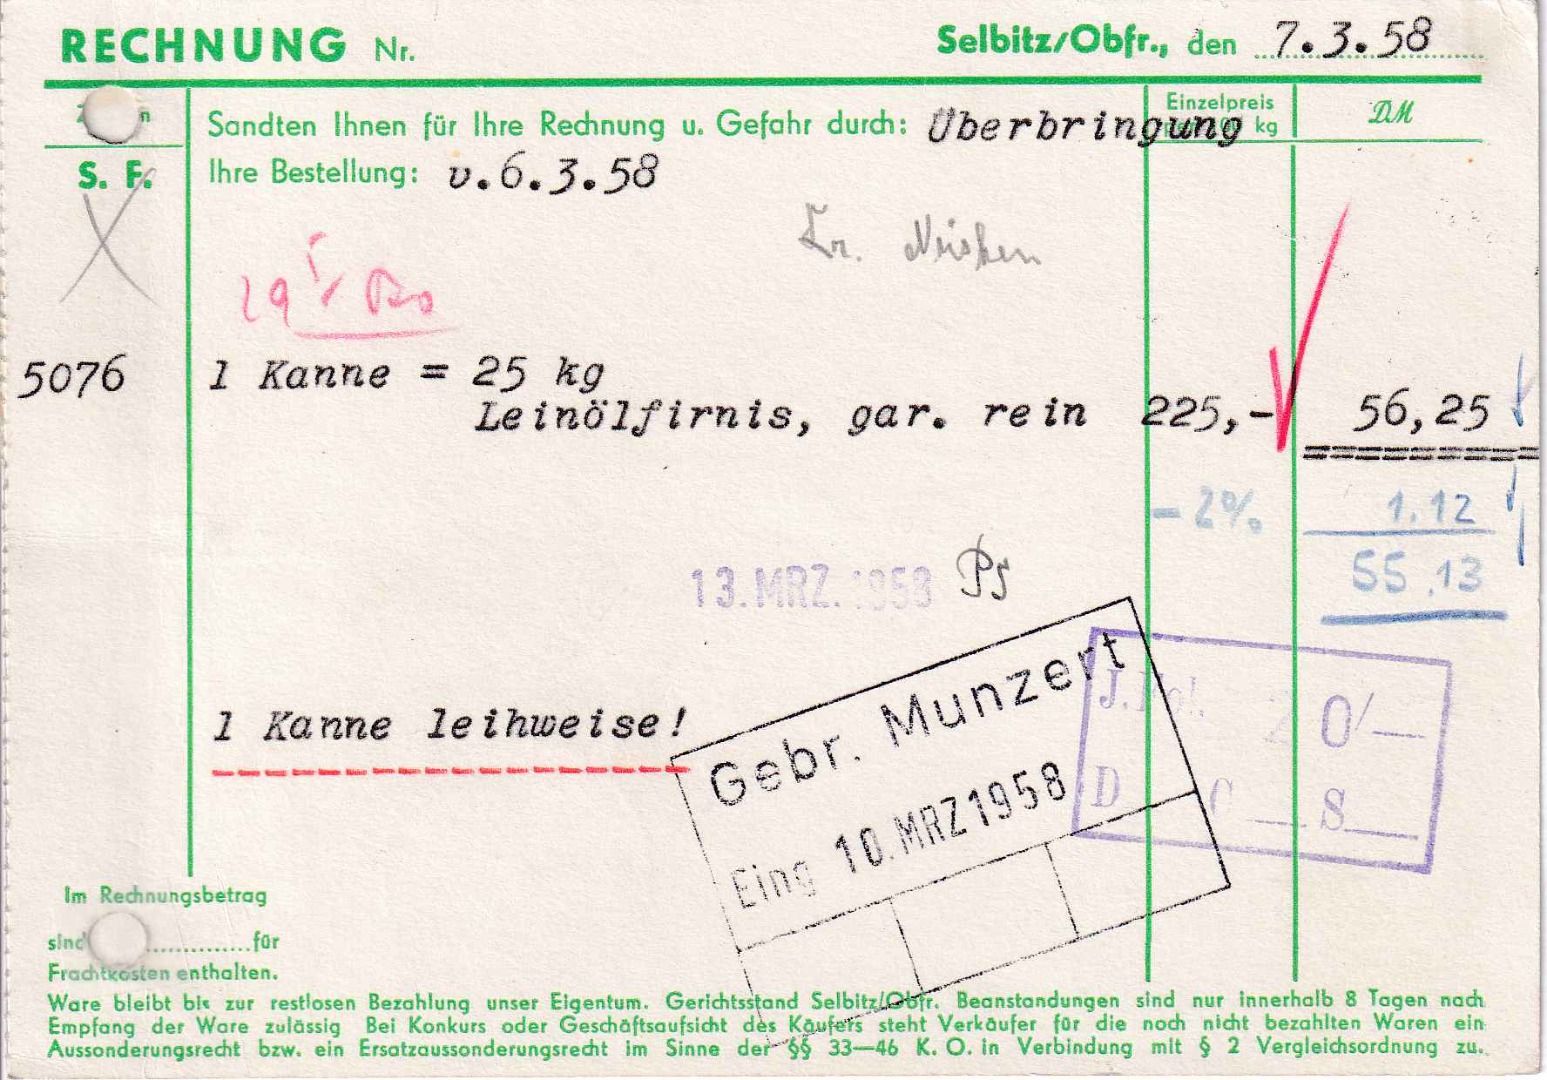 RECHNUNG Nr.
Selbitz/Obfr., den 7.3.58
S. F.
Sandten Ihnen für Ihre Rechnung u. Gefahr durch: Überbringung
Einzelpreis
kg
DM
Ihre Bestellung: v.6.3.58
5076 1 Kanne = 25 kg
Leinölfirnis, gar. rein 225,- 56,25
- 2% 1.12
55.13
13. MRZ. 1958
1 Kanne leihweise!
Gebr. Munzert
Eing 10. MRZ 1958
0/—
D C S
Im Rechnungsbetrag
sind für
Frachtkosten enthalten.
Ware bleibt bis zur restlosen Bezahlung unser Eigentum. Gerichtsstand Selbitz/Obfr. Beanstandungen sind nur innerhalb 8 Tagen nach
Empfang der Ware zulässig Bei Konkurs oder Geschäftsaufsicht des Käufers steht Verkäufer für die noch nicht bezahlten Waren ein
Aussonderungsrecht bzw. ein Ersatzaussonderungsrecht im Sinne der §§ 33—46 K. O. in Verbindung mit § 2 Vergleichsordnung zu.